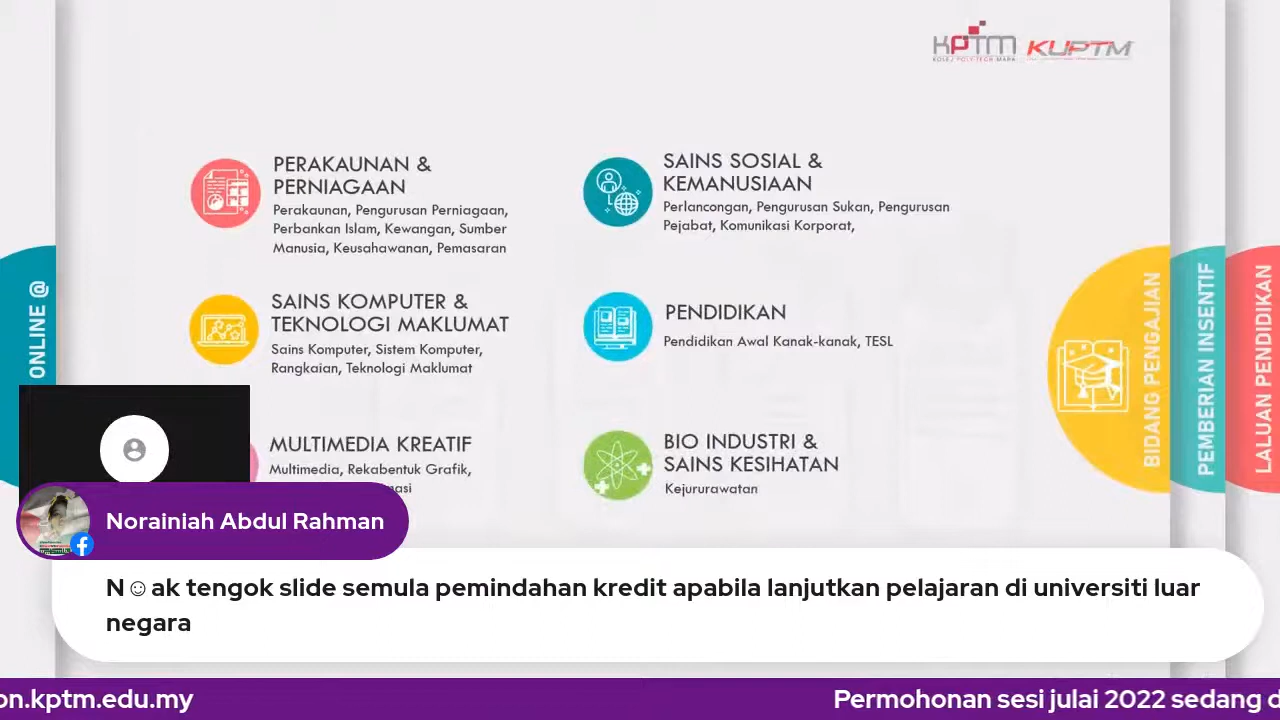 KPTM
KOLEJ POLY-TECH MARA
KUPTM
PERAKAUNAN &
PERNIAGAAN
Perakaunan, Pengurusan Perniagaan,
Perbankan Islam, Kewangan, Sumber
Manusia, Keusahawanan, Pemasaran
SAINS SOSIAL &
KEMANUSIAAN
Perlancongan, Pengurusan Sukan, Pengurusan
Pejabat, Komunikasi Korporat,
SAINS KOMPUTER &
TEKNOLOGI MAKLUMAT
Sains Komputer, Sistem Komputer,
Rangkaian, Teknologi Maklumat
PENDIDIKAN
Pendidikan Awal Kanak-kanak, TESL
MULTIMEDIA KREATIF
Multimedia, Rekabentuk Grafik,
BIO INDUSTRI &
SAINS KESIHATAN
Kejururawatan
ONLINE @
BIDANG PENGAJIAN
PEMBERIAN INSENTIF
LALUAN PENDIDIKAN
Norainiah Abdul Rahman
N☺ak tengok slide semula pemindahan kredit apabila lanjutkan pelajaran di universiti luar
negara
on.kptm.edu.my
Permohonan sesi julai 2022 sedang d